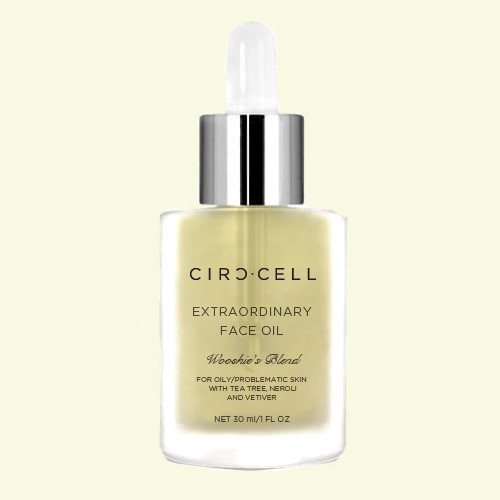 CIRC·CELL
EXTRAORDINARY
FACE OIL
Wooshie's Blend
FOR OILY/PROBLEMATIC SKIN
WITH TEA TREE, NEROLI
AND VETIVER
NET 30 ml/1 FL OZ